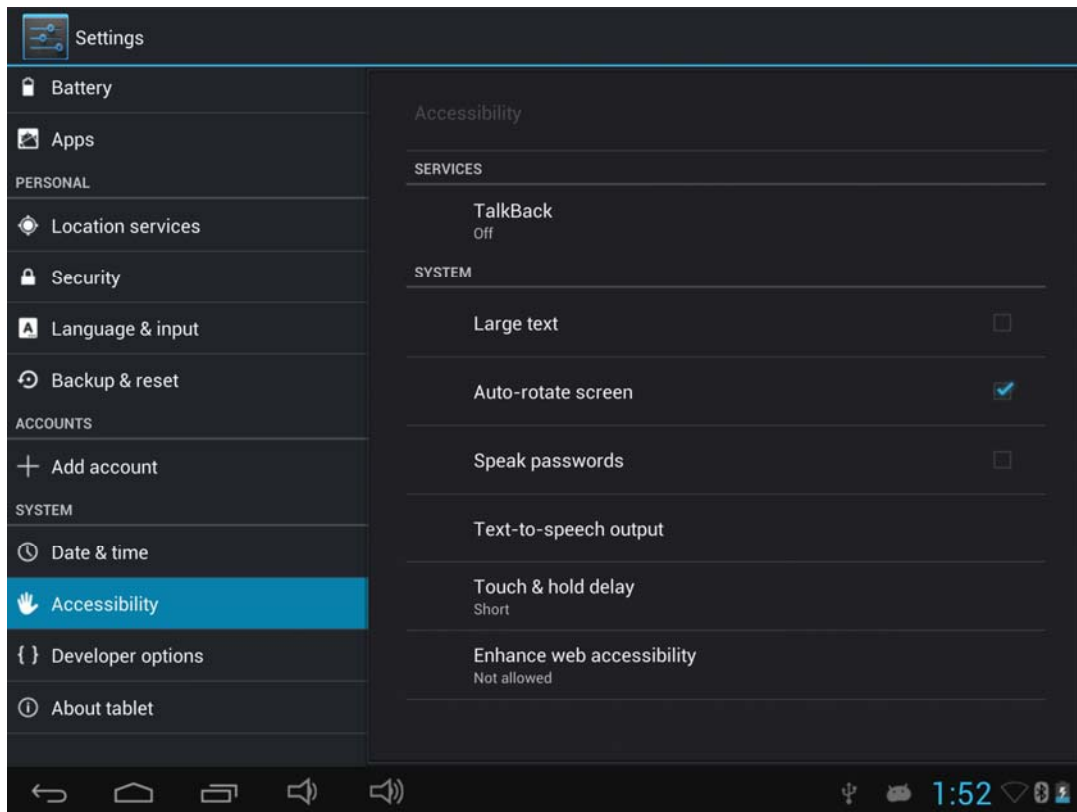 Settings
Battery
Apps
PERSONAL
Location services
Security
Language & input
Backup & reset
ACCOUNTS
Add account
SYSTEM
Date & time
Accessibility
{ } Developer options
About tablet
Accessibility
SERVICES
TalkBack
Off
SYSTEM
Large text
Auto-rotate screen
Speak passwords
Text-to-speech output
Touch & hold delay
Short
Enhance web accessibility
Not allowed
1:52